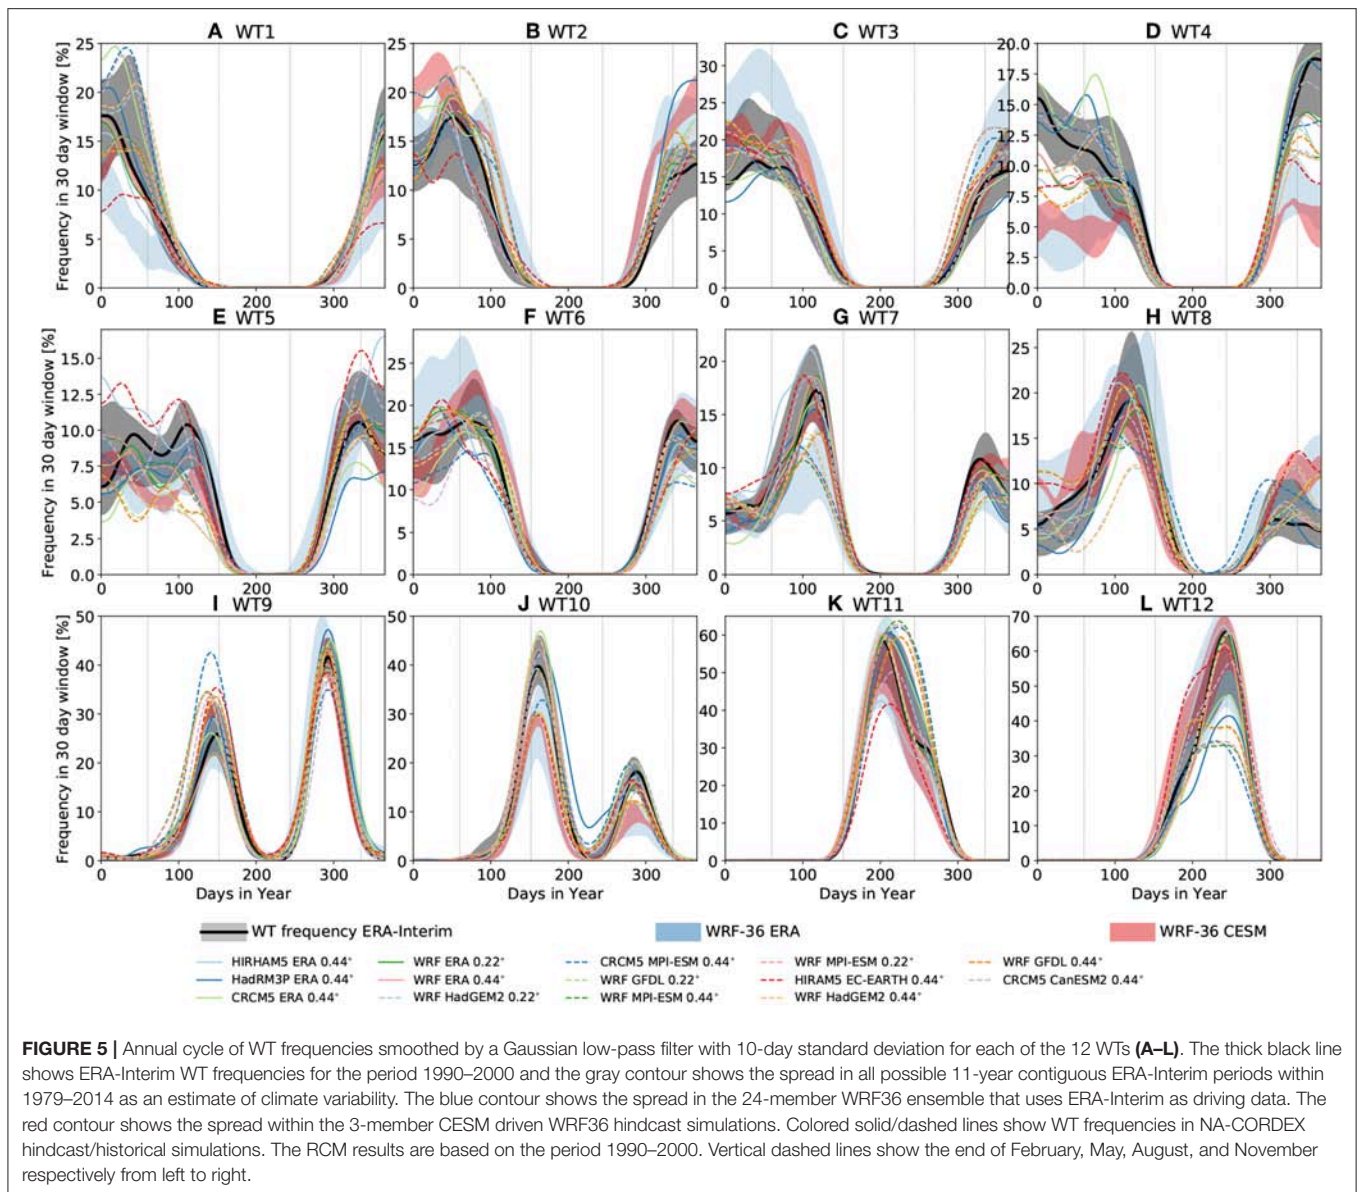 A WT1
B WT2
C WT3
D WT4
Frequency in 30 day window [%]
25
20
15
10
5
0
0 100 200 300
25
20
15
10
5
0
0 100 200 300
30
25
20
15
10
5
0
0 100 200 300
20.0
17.5
15.0
12.5
10.0
7.5
5.0
2.5
0.0
0 100 200 300
E WT5
F WT6
G WT7
H WT8
Frequency in 30 day window [%]
15.0
12.5
10.0
7.5
5.0
2.5
0.0
0 100 200 300
25
20
15
10
5
0
0 100 200 300
20
15
10
5
0
0 100 200 300
25
20
15
10
5
0
0 100 200 300
I WT9
J WT10
K WT11
L WT12
Frequency in 30 day window [%]
50
40
30
20
10
0
0 100 200 300
Days in Year
50
40
30
20
10
0
0 100 200 300
Days in Year
60
50
40
30
20
10
0
0 100 200 300
Days in Year
70
60
50
40
30
20
10
0
0 100 200 300
Days in Year
WT frequency ERA-Interim
WRF-36 ERA
WRF-36 CESM
HIRHAM5 ERA 0.44°
HadRM3P ERA 0.44°
CRCM5 ERA 0.44°
WRF ERA 0.22°
WRF ERA 0.44°
WRF HadGEM2 0.22°
CRCM5 MPI-ESM 0.44°
WRF GFDL 0.22°
WRF MPI-ESM 0.44°
WRF MPI-ESM 0.22°
HIRAM5 EC-EARTH 0.44°
WRF HadGEM2 0.44°
WRF GFDL 0.44°
CRCM5 CanESM2 0.44°
FIGURE 5 | Annual cycle of WT frequencies smoothed by a Gaussian low-pass filter with 10-day standard deviation for each of the 12 WTs (A–L). The thick black line
shows ERA-Interim WT frequencies for the period 1990–2000 and the gray contour shows the spread in all possible 11-year contiguous ERA-Interim periods within
1979–2014 as an estimate of climate variability. The blue contour shows the spread in the 24-member WRF36 ensemble that uses ERA-Interim as driving data. The
red contour shows the spread within the 3-member CESM driven WRF36 hindcast simulations. Colored solid/dashed lines show WT frequencies in NA-CORDEX
hindcast/historical simulations. The RCM results are based on the period 1990–2000. Vertical dashed lines show the end of February, May, August, and November
respectively from left to right.